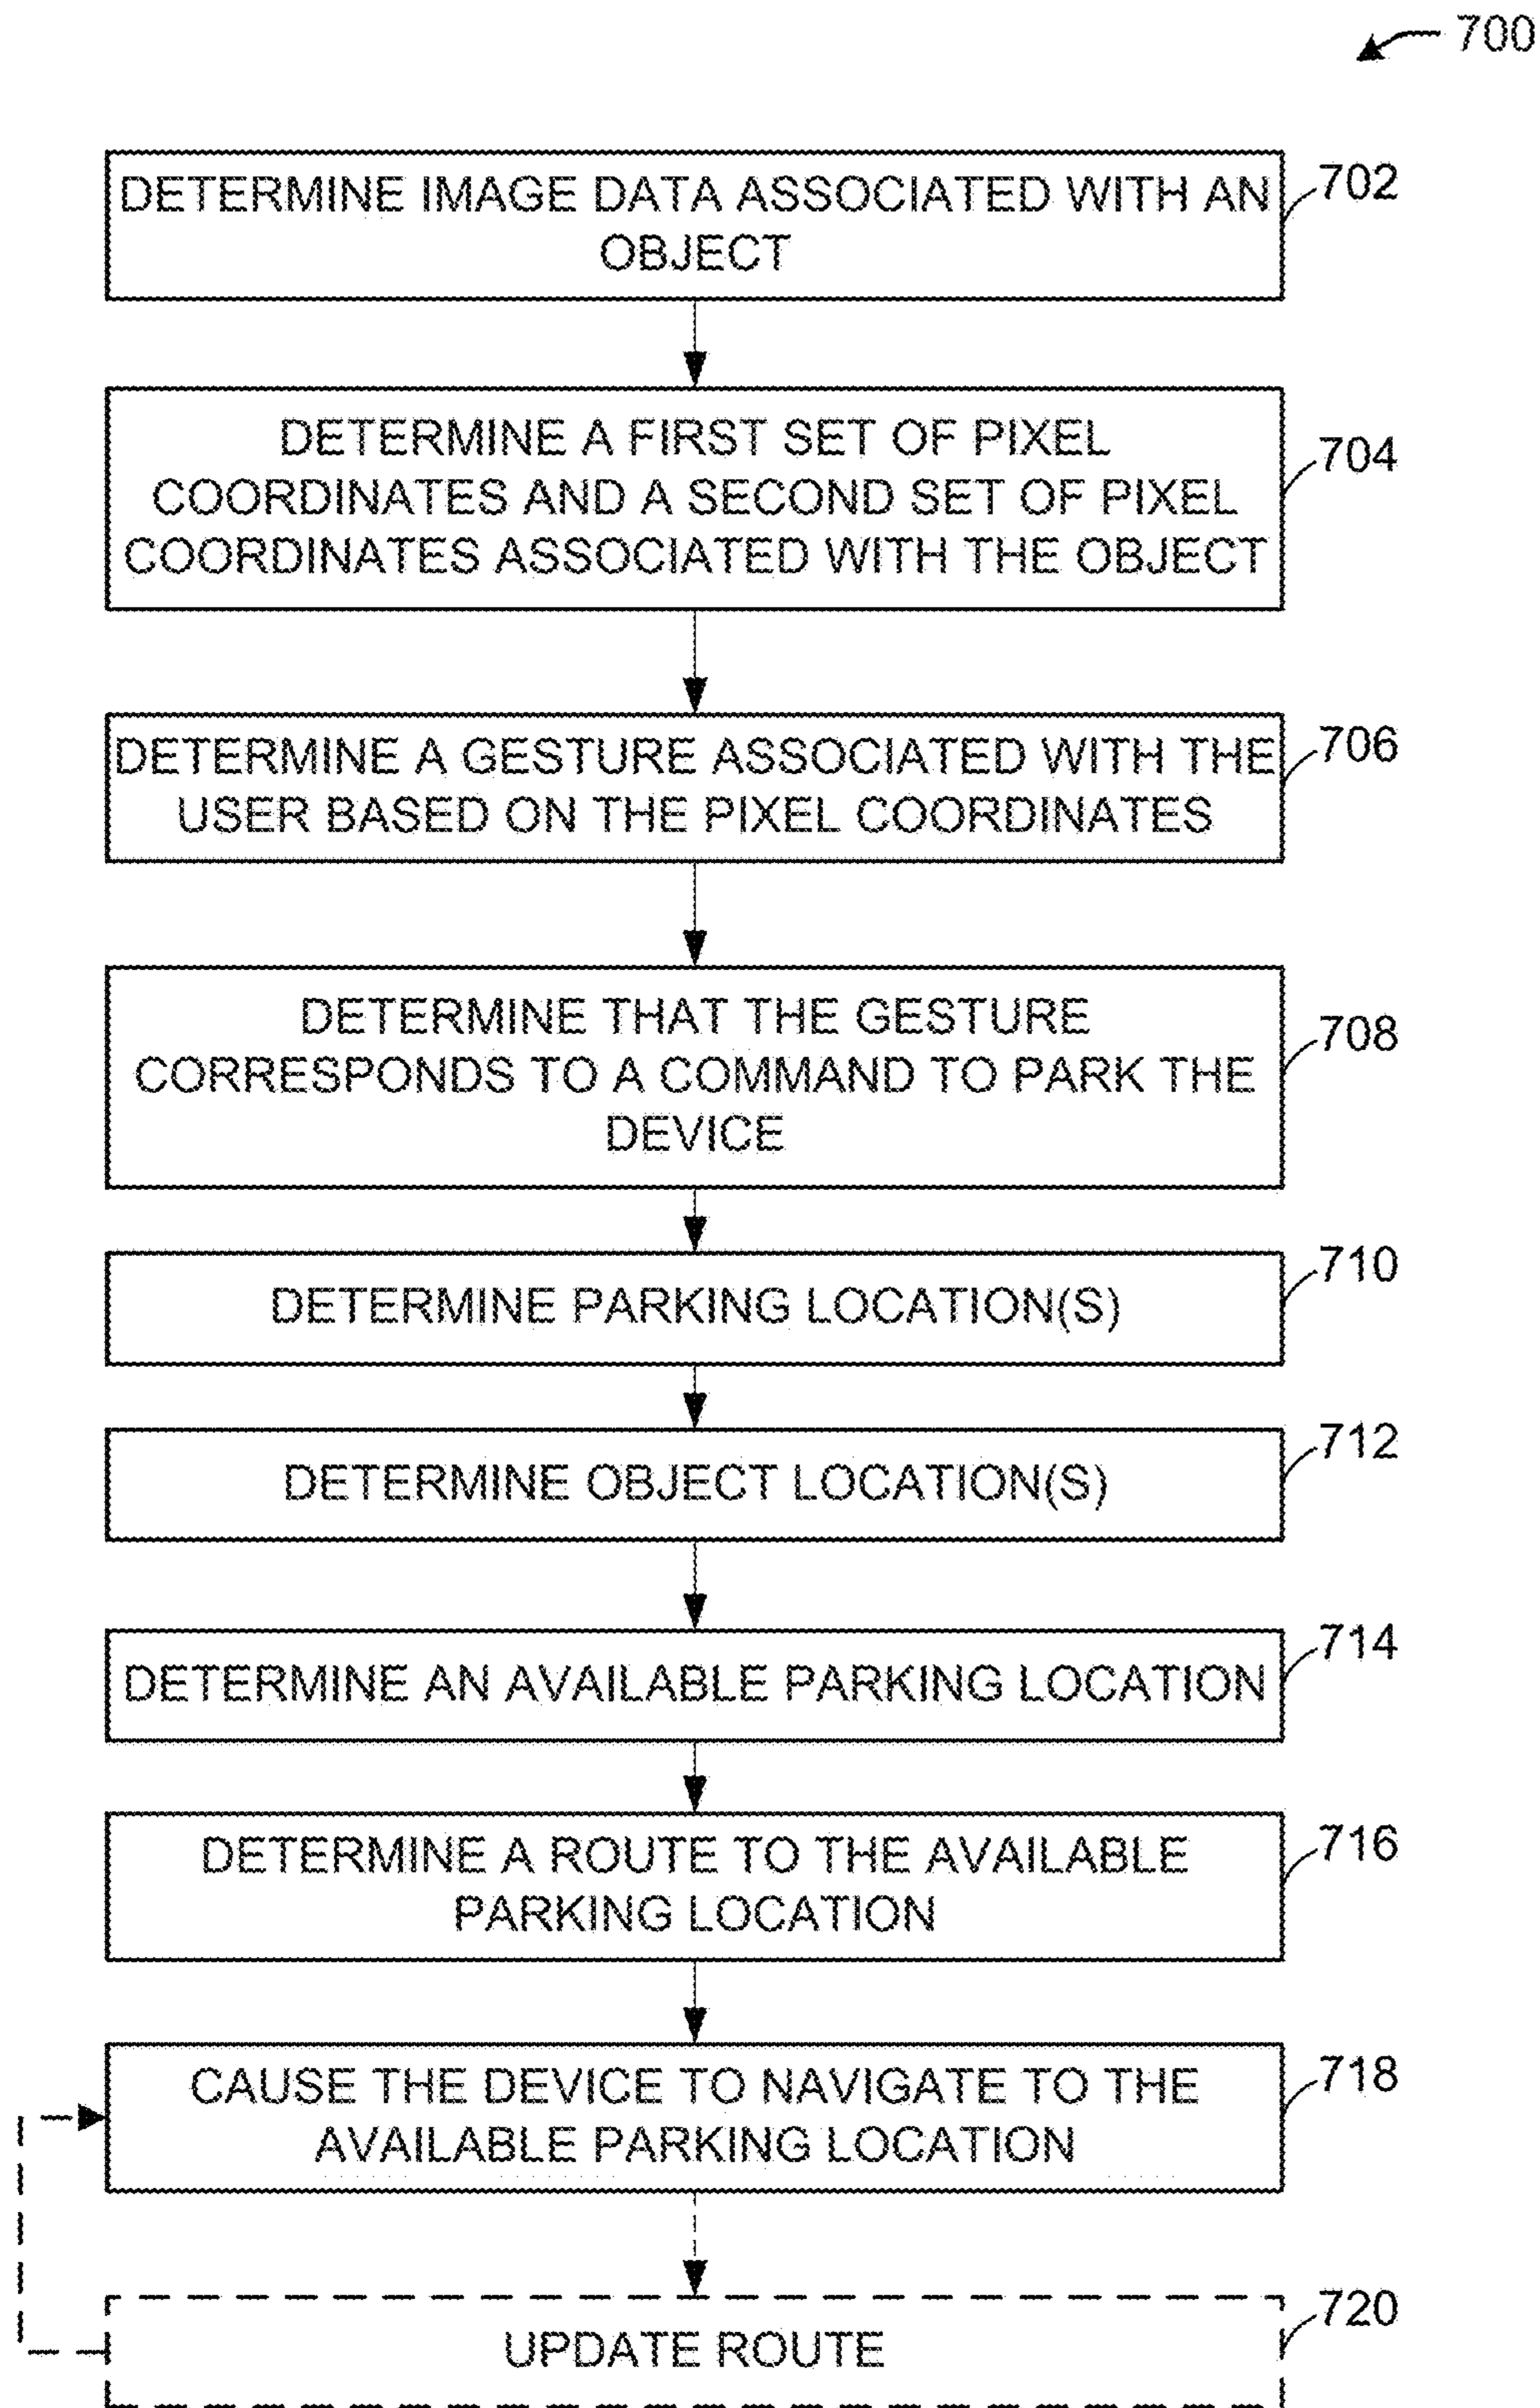 700
DETERMINE IMAGE DATA ASSOCIATED WITH AN
OBJECT
702
DETERMINE A FIRST SET OF PIXEL
COORDINATES AND A SECOND SET OF PIXEL
COORDINATES ASSOCIATED WITH THE OBJECT
704
DETERMINE A GESTURE ASSOCIATED WITH THE
USER BASED ON THE PIXEL COORDINATES
706
DETERMINE THAT THE GESTURE
CORRESPONDS TO A COMMAND TO PARK THE
DEVICE
708
DETERMINE PARKING LOCATION(S)
710
DETERMINE OBJECT LOCATION(S)
712
DETERMINE AN AVAILABLE PARKING LOCATION
714
DETERMINE A ROUTE TO THE AVAILABLE
PARKING LOCATION
716
CAUSE THE DEVICE TO NAVIGATE TO THE
AVAILABLE PARKING LOCATION
718
UPDATE ROUTE
720